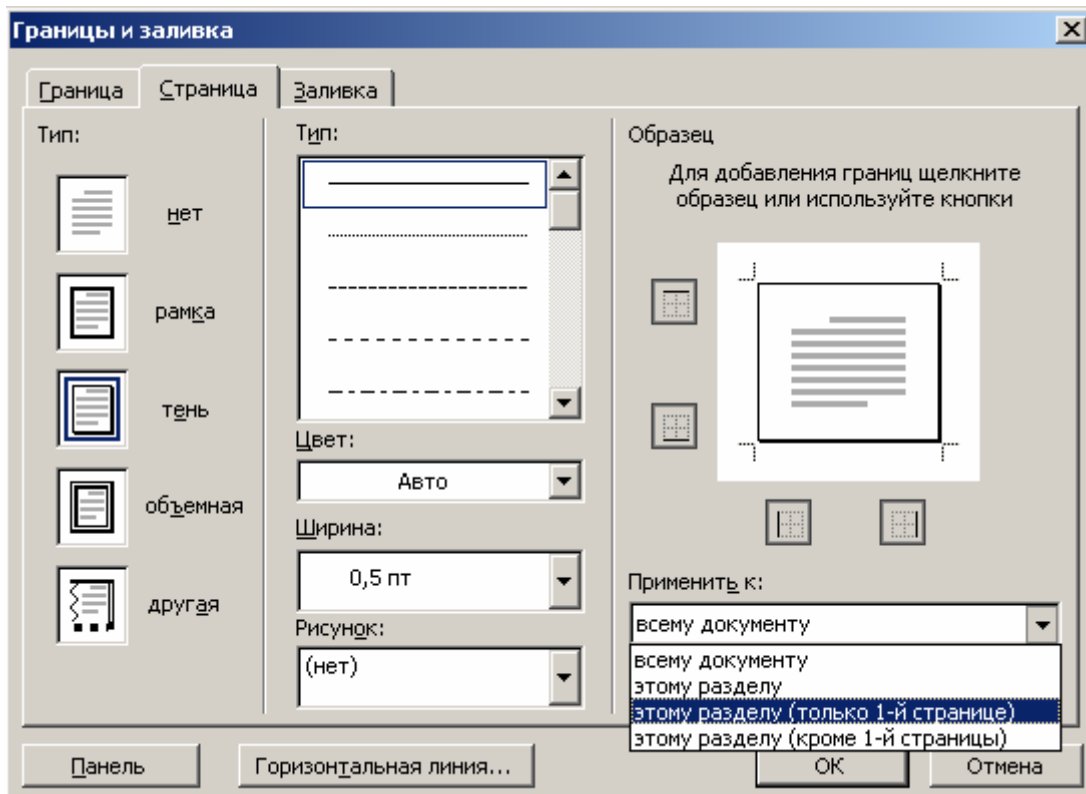 Границы и заливка
Граница
Страница
Заливка
Тип:
нет
рамка
тень
объемная
другая
Тип:
Цвет:
Авто
Ширина:
0,5 пт
Рисунок:
(нет)
Образец
Для добавления границ щелкните
образец или используйте кнопки
Применить к:
всему документу
всему документу
этому разделу
этому разделу (только 1-й странице)
этому разделу (кроме 1-й страницы)
Панель
Горизонтальная линия...
ОК
Отмена